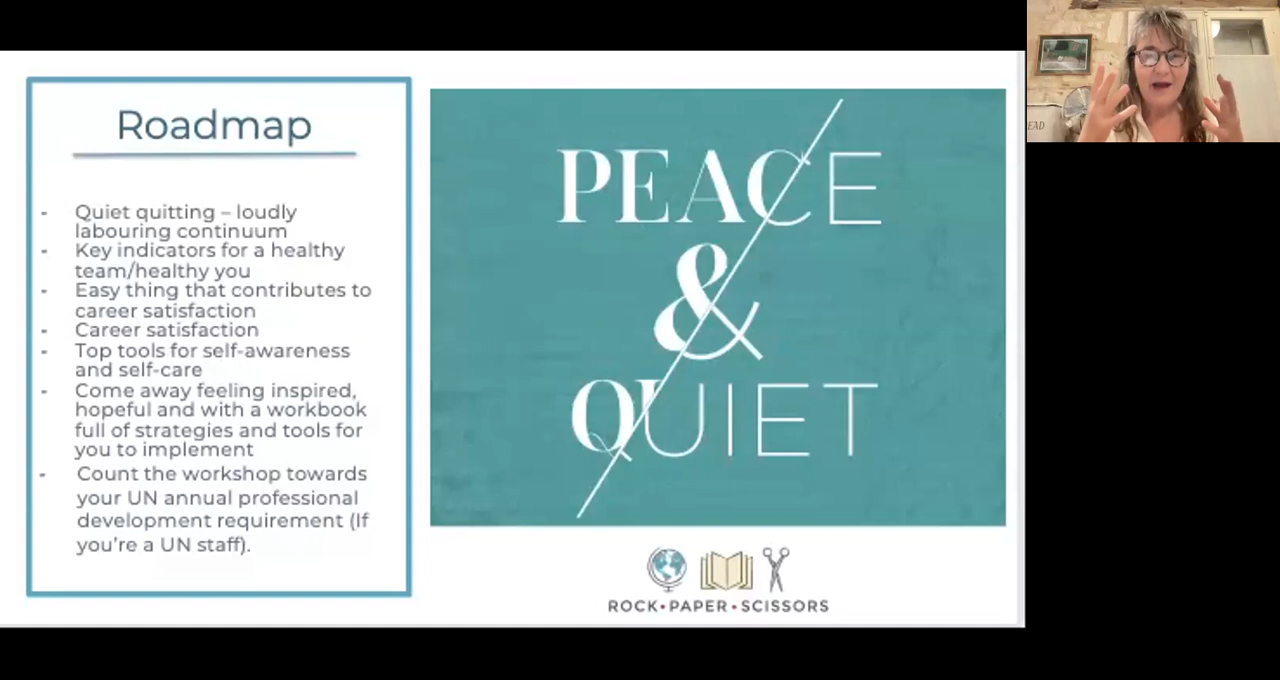 Roadmap
- Quiet quitting – loudly
labouring continuum
- Key indicators for a healthy
team/healthy you
- Easy thing that contributes to
career satisfaction
- Career satisfaction
- Top tools for self-awareness
and self-care
- Come away feeling inspired,
hopeful and with a workbook
full of strategies and tools for
you to implement
- Count the workshop towards
your UN annual professional
development requirement (If
you're a UN staff).
PEACE
&
QUIET
ROCK•PAPER•SCISSORS
EAD